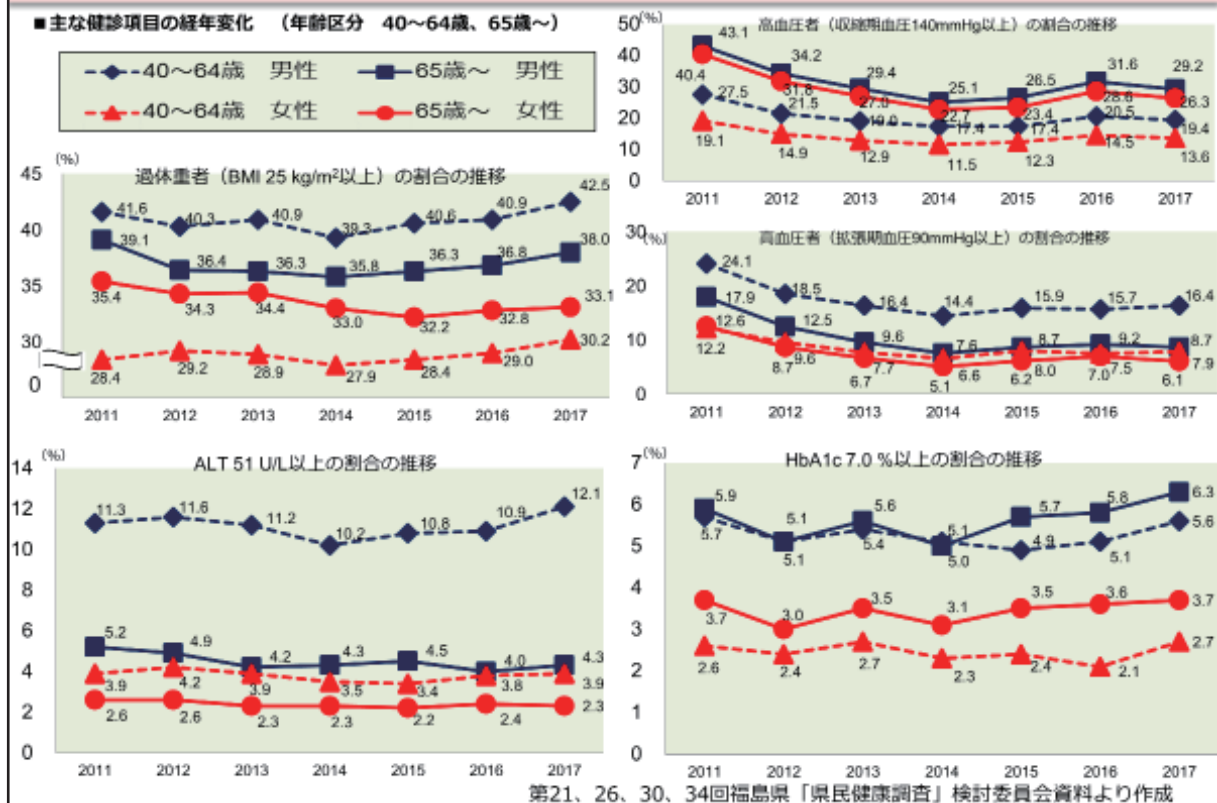 ■主な健診項目の経年変化 （年齢区分 40～64歳、65歳～）
40～64歳 男性
65歳～ 男性
40～64歳 女性
65歳～ 女性
(%)
過体重者（BMI 25 kg/m²以上）の割合の推移
45
40
35
30
0
41.6 40.3 40.9 39.3 40.6 40.9 42.5
39.1 36.4 36.3 35.8 36.3 36.8 38.0
35.4 34.3 34.4 33.0 32.2 32.8 33.1
28.4 29.2 28.9 27.9 28.4 29.0 30.2
2011 2012 2013 2014 2015 2016 2017
(%)
高血圧者（収縮期血圧140mmHg以上）の割合の推移
50
40
30
20
10
0
43.1 34.2 29.4 25.1 26.5 31.6 29.2
40.4 31.8 27.0 22.7 23.4 28.6 26.3
27.5 21.5 19.0 17.4 17.4 20.5 19.4
19.1 14.9 12.9 11.5 12.3 14.5 13.6
2011 2012 2013 2014 2015 2016 2017
(%)
高血圧者（拡張期血圧90mmHg以上）の割合の推移
30
20
10
0
24.1 18.5 16.4 14.4 15.9 15.7 16.4
17.9 12.5 9.6 7.6 8.7 9.2 8.7
12.6 8.7 6.7 5.1 6.2 7.0 6.1
12.2 9.6 7.7 6.6 8.0 7.5 7.9
2011 2012 2013 2014 2015 2016 2017
(%)
ALT 51 U/L以上の割合の推移
14
12
10
8
6
4
2
0
11.3 11.6 11.2 10.2 10.8 10.9 12.1
5.2 4.9 4.2 4.3 4.5 4.0 4.3
3.9 4.2 3.9 3.5 3.4 3.8 3.9
2.6 2.6 2.3 2.3 2.2 2.4 2.3
2011 2012 2013 2014 2015 2016 2017
(%)
HbA1c 7.0 %以上の割合の推移
7
6
5
4
3
2
1
0
5.9 5.1 5.6 5.0 5.7 5.8 6.3
5.7 5.1 5.4 5.1 4.9 5.1 5.6
3.7 3.0 3.5 3.1 3.5 3.6 3.7
2.6 2.4 2.7 2.3 2.4 2.1 2.7
2011 2012 2013 2014 2015 2016 2017
第21、26、30、34回福島県「県民健康調査」検討委員会資料より作成